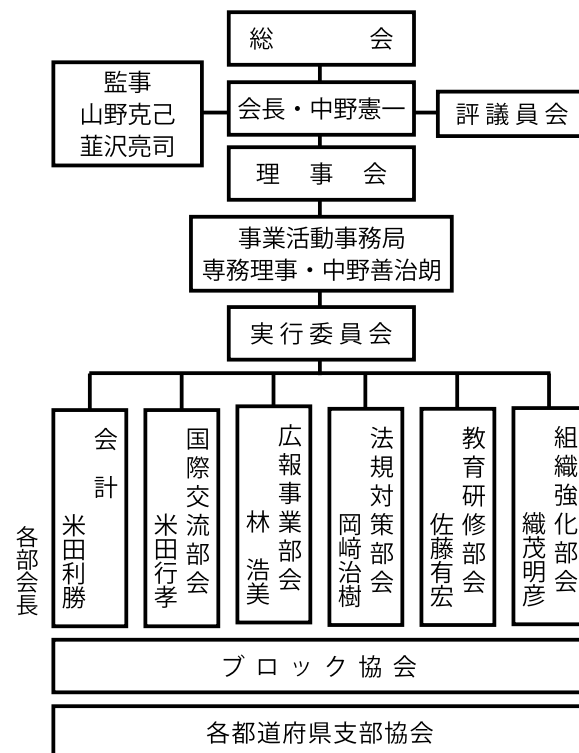 総会
監事
山野克己
韮沢亮司
会長・中野憲一
評議員会
理事会
事業活動事務局
専務理事・中野善治朗
実行委員会
各部会長
会計
米田利勝
国際交流部会
米田行孝
広報事業部会
林 浩美
法規対策部会
岡﨑治樹
教育研修部会
佐藤有宏
組織強化部会
織茂明彦
ブロック協会
各都道府県支部協会